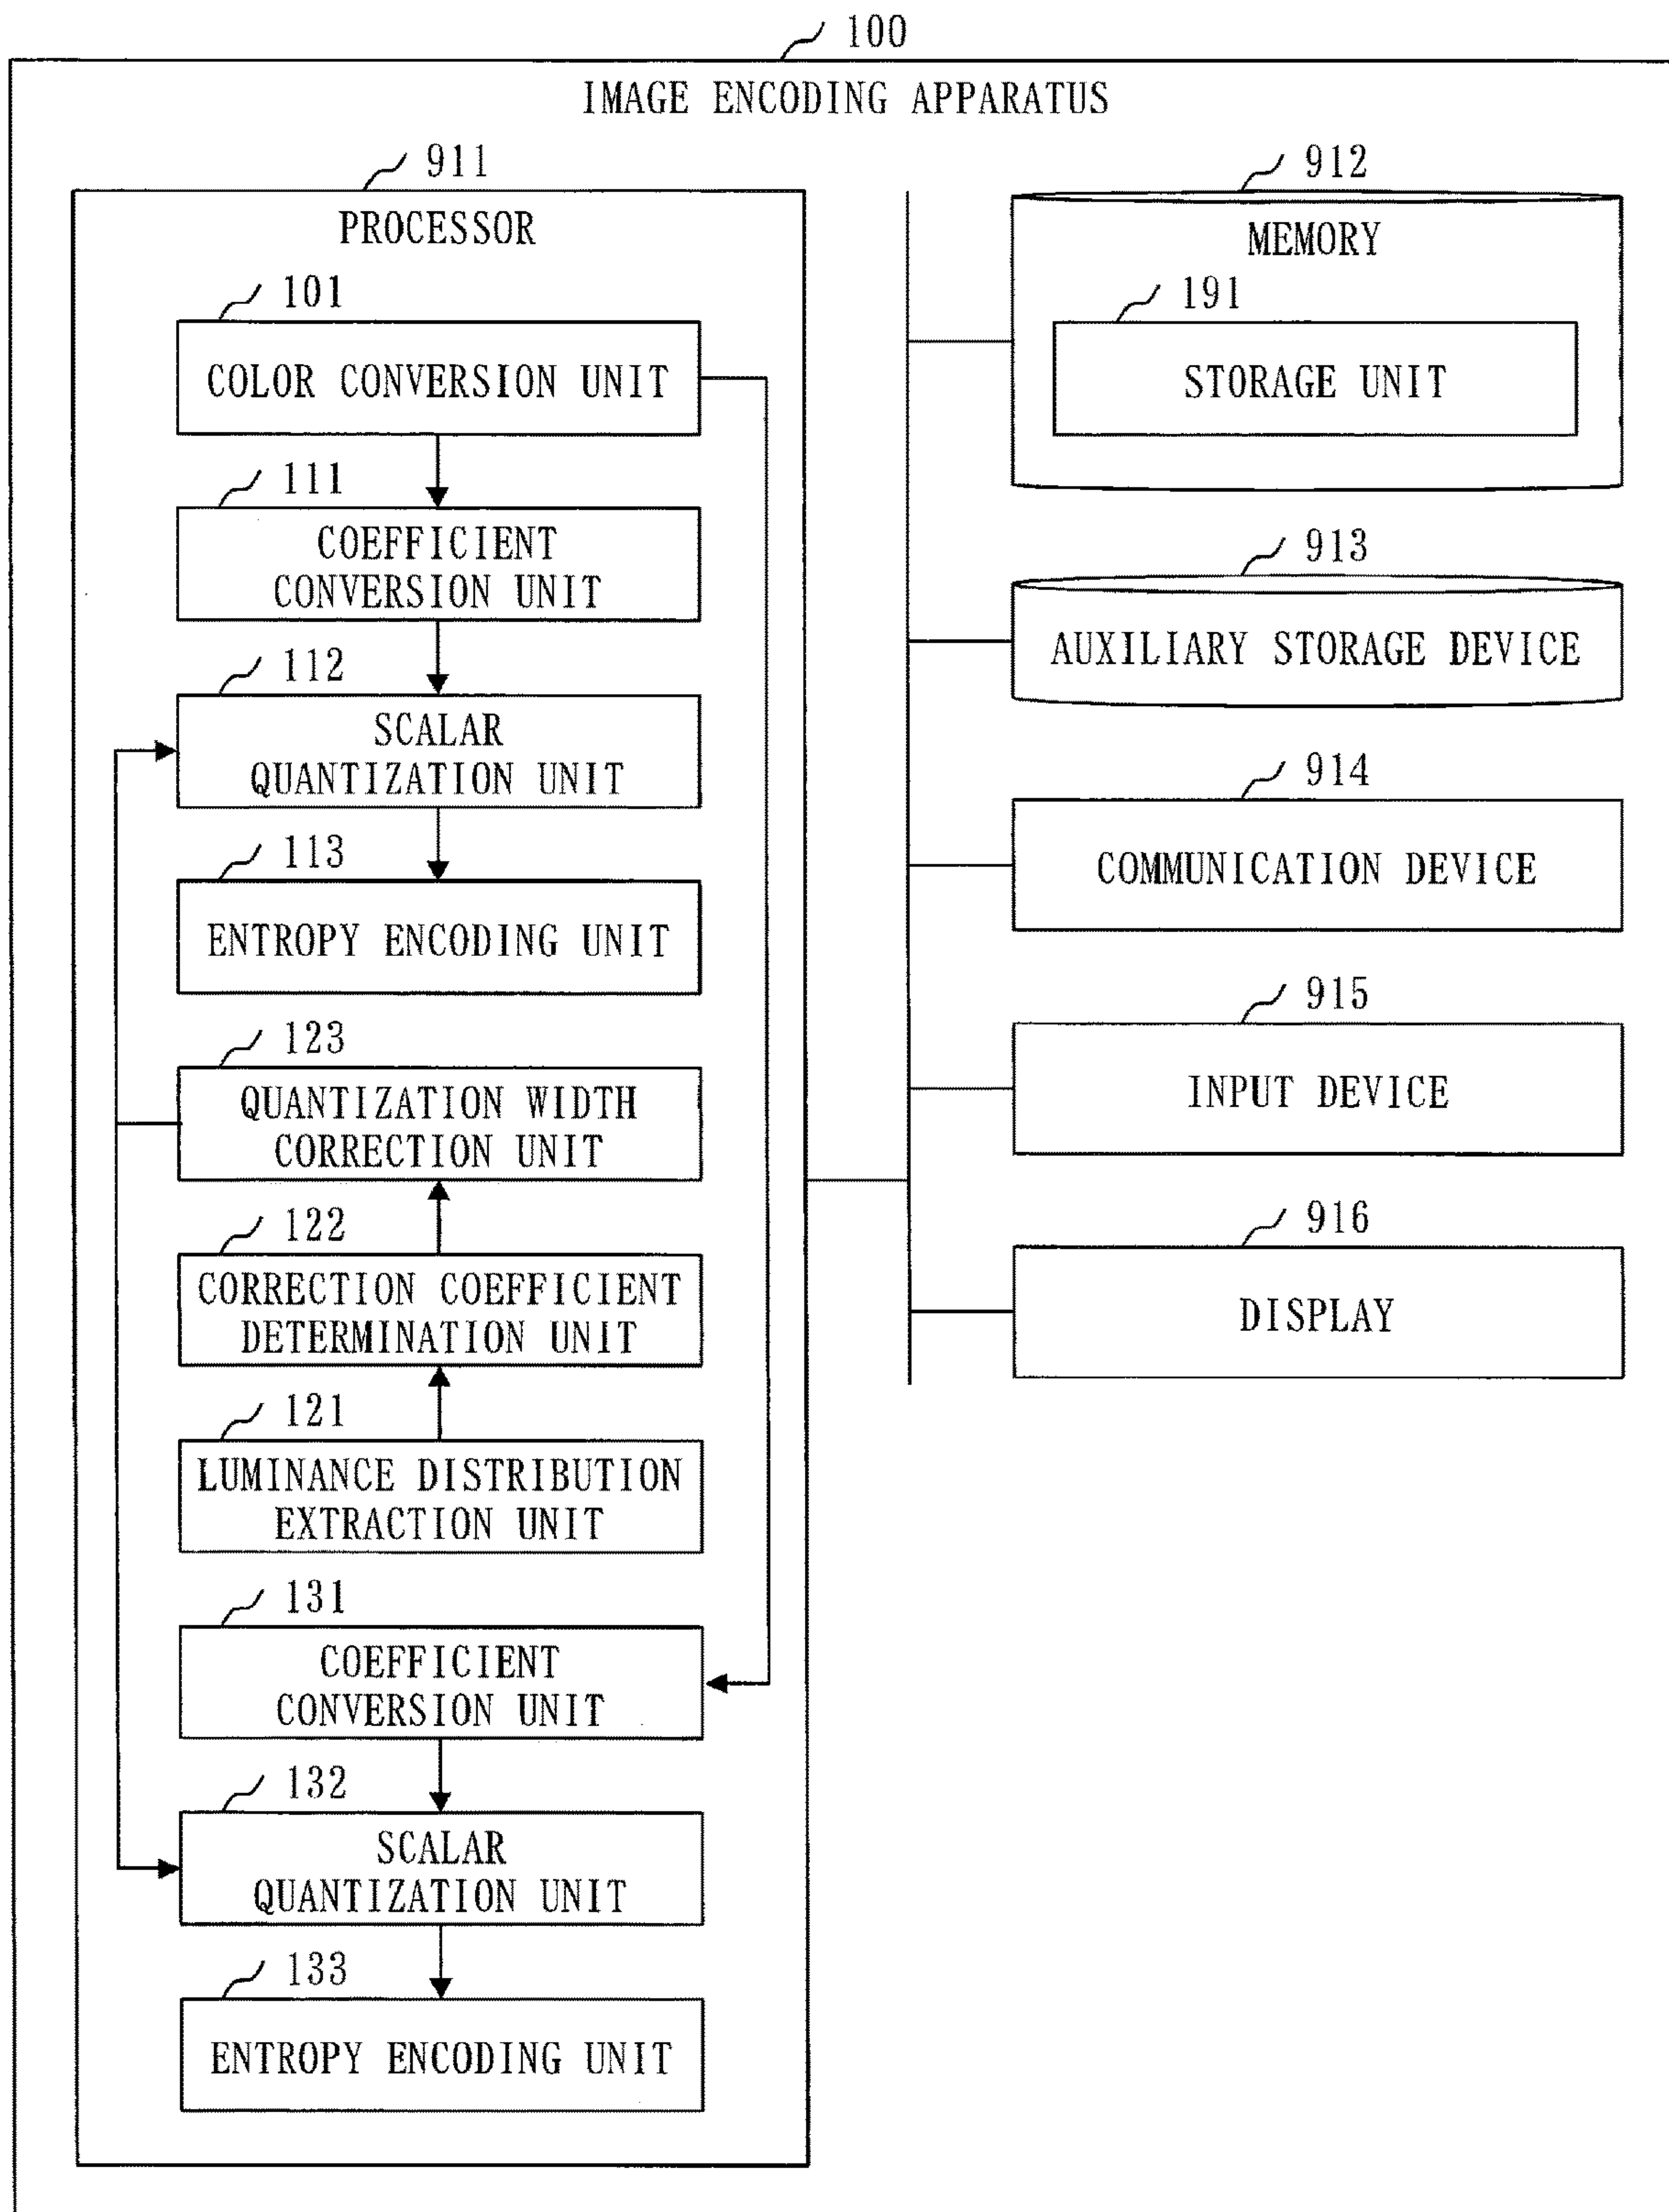 100
IMAGE ENCODING APPARATUS
911
PROCESSOR
101
COLOR CONVERSION UNIT
111
COEFFICIENT
CONVERSION UNIT
112
SCALAR
QUANTIZATION UNIT
113
ENTROPY ENCODING UNIT
123
QUANTIZATION WIDTH
CORRECTION UNIT
122
CORRECTION COEFFICIENT
DETERMINATION UNIT
121
LUMINANCE DISTRIBUTION
EXTRACTION UNIT
131
COEFFICIENT
CONVERSION UNIT
132
SCALAR
QUANTIZATION UNIT
133
ENTROPY ENCODING UNIT
912
MEMORY
191
STORAGE UNIT
913
AUXILIARY STORAGE DEVICE
914
COMMUNICATION DEVICE
915
INPUT DEVICE
916
DISPLAY